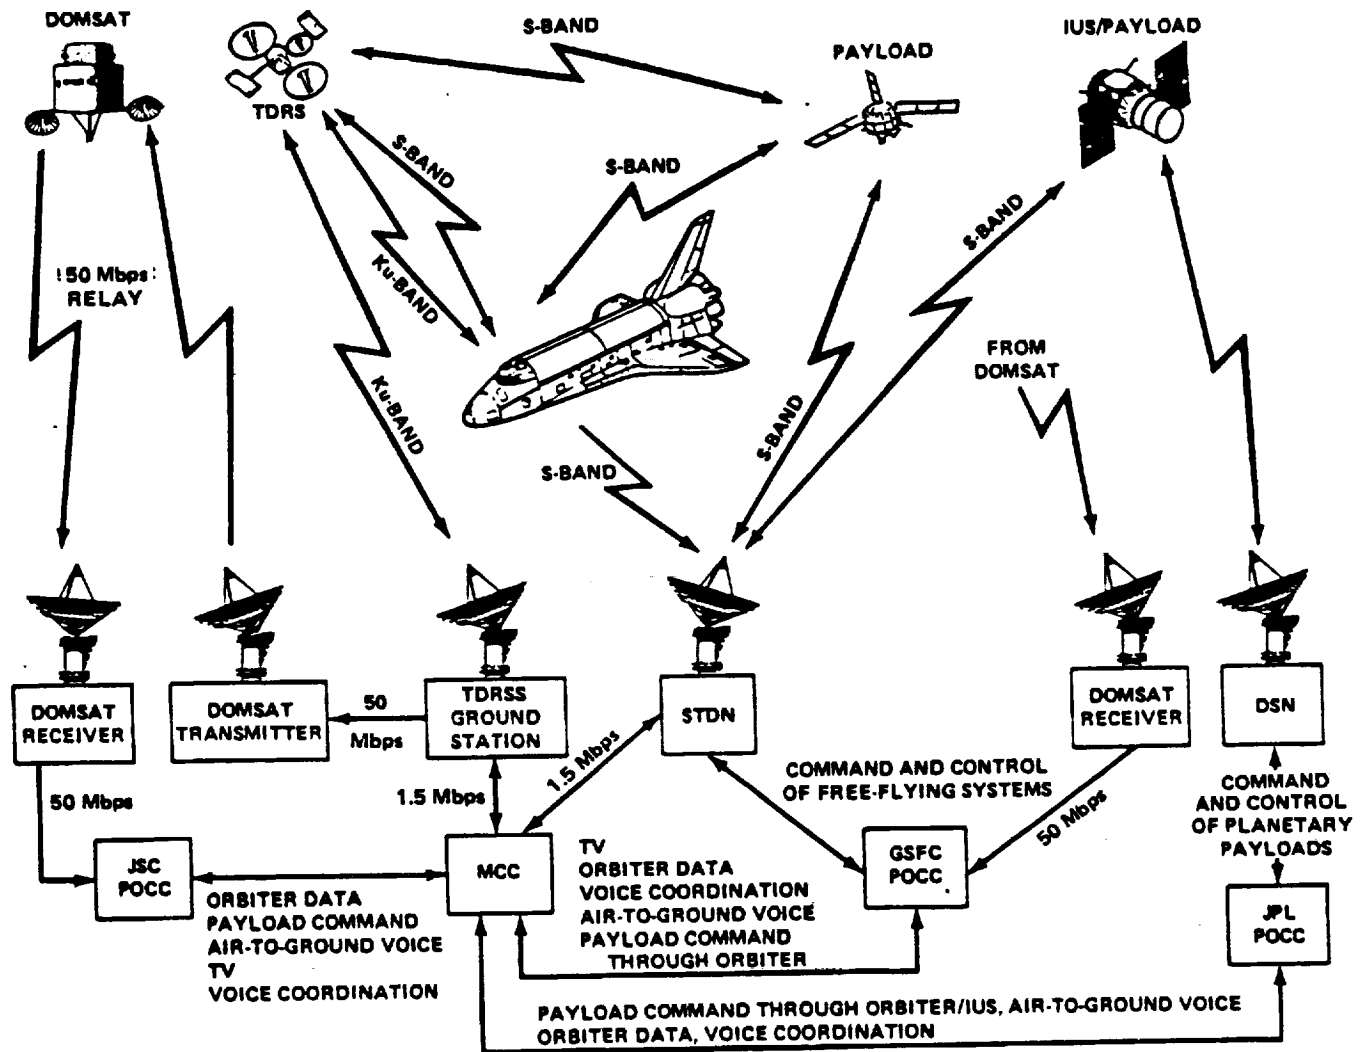 DOMSAT
TDRS
S-BAND
PAYLOAD
IUS/PAYLOAD
S-BAND
S-BAND
S-BAND
Ku-BAND
50 Mbps
RELAY
FROM
DOMSAT
Ku-BAND
S-BAND
S-BAND
DOMSAT
RECEIVER
DOMSAT
TRANSMITTER
50
Mbps
TDRSS
GROUND
STATION
STDN
DOMSAT
RECEIVER
DSN
50 Mbps
1.5 Mbps
1.5 Mbps
COMMAND AND CONTROL
OF FREE-FLYING SYSTEMS
50 Mbps
COMMAND
AND CONTROL
OF PLANETARY
PAYLOADS
JSC
POCC
MCC
GSFC
POCC
JPL
POCC
ORBITER DATA
PAYLOAD COMMAND
AIR-TO-GROUND VOICE
TV
VOICE COORDINATION
TV
ORBITER DATA
VOICE COORDINATION
AIR-TO-GROUND VOICE
PAYLOAD COMMAND
THROUGH ORBITER
PAYLOAD COMMAND THROUGH ORBITER/IUS, AIR-TO-GROUND VOICE
ORBITER DATA, VOICE COORDINATION